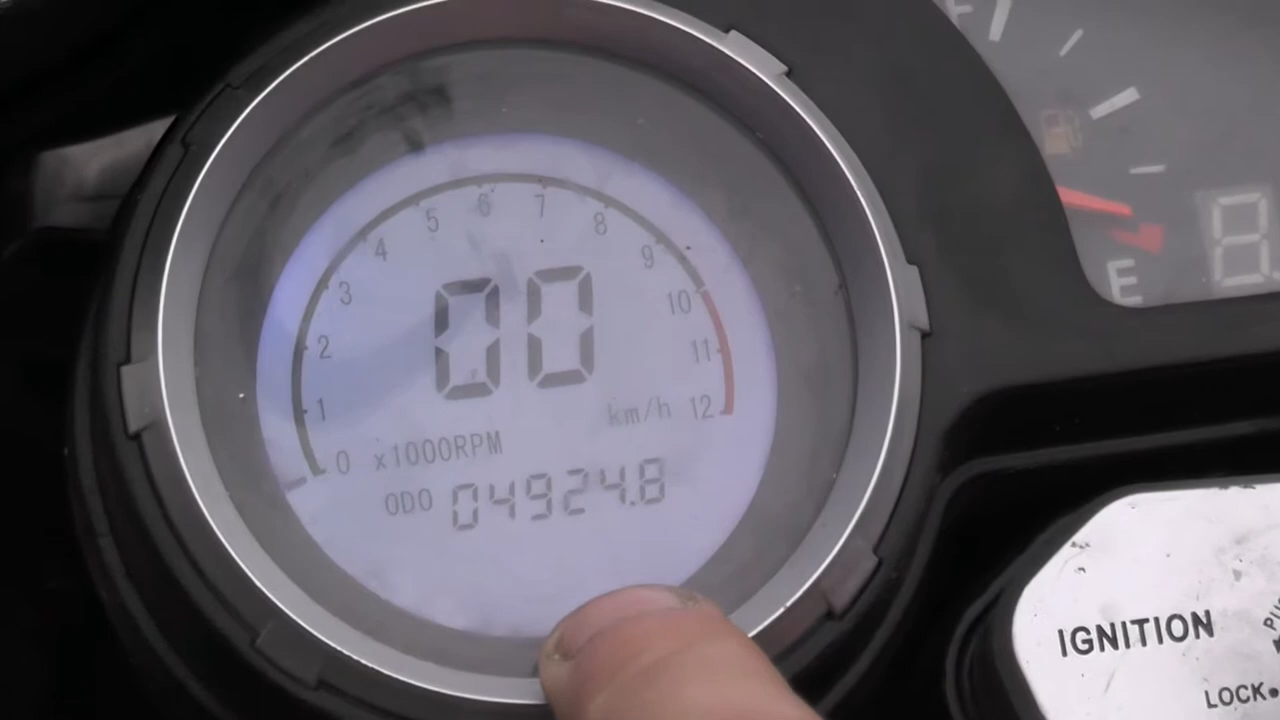 5 6 7 8
4 9
3 10
2 11
1 12
0
00
km/h
x1000RPM
ODO 04924.8
F
E
8
IGNITION
LOCK